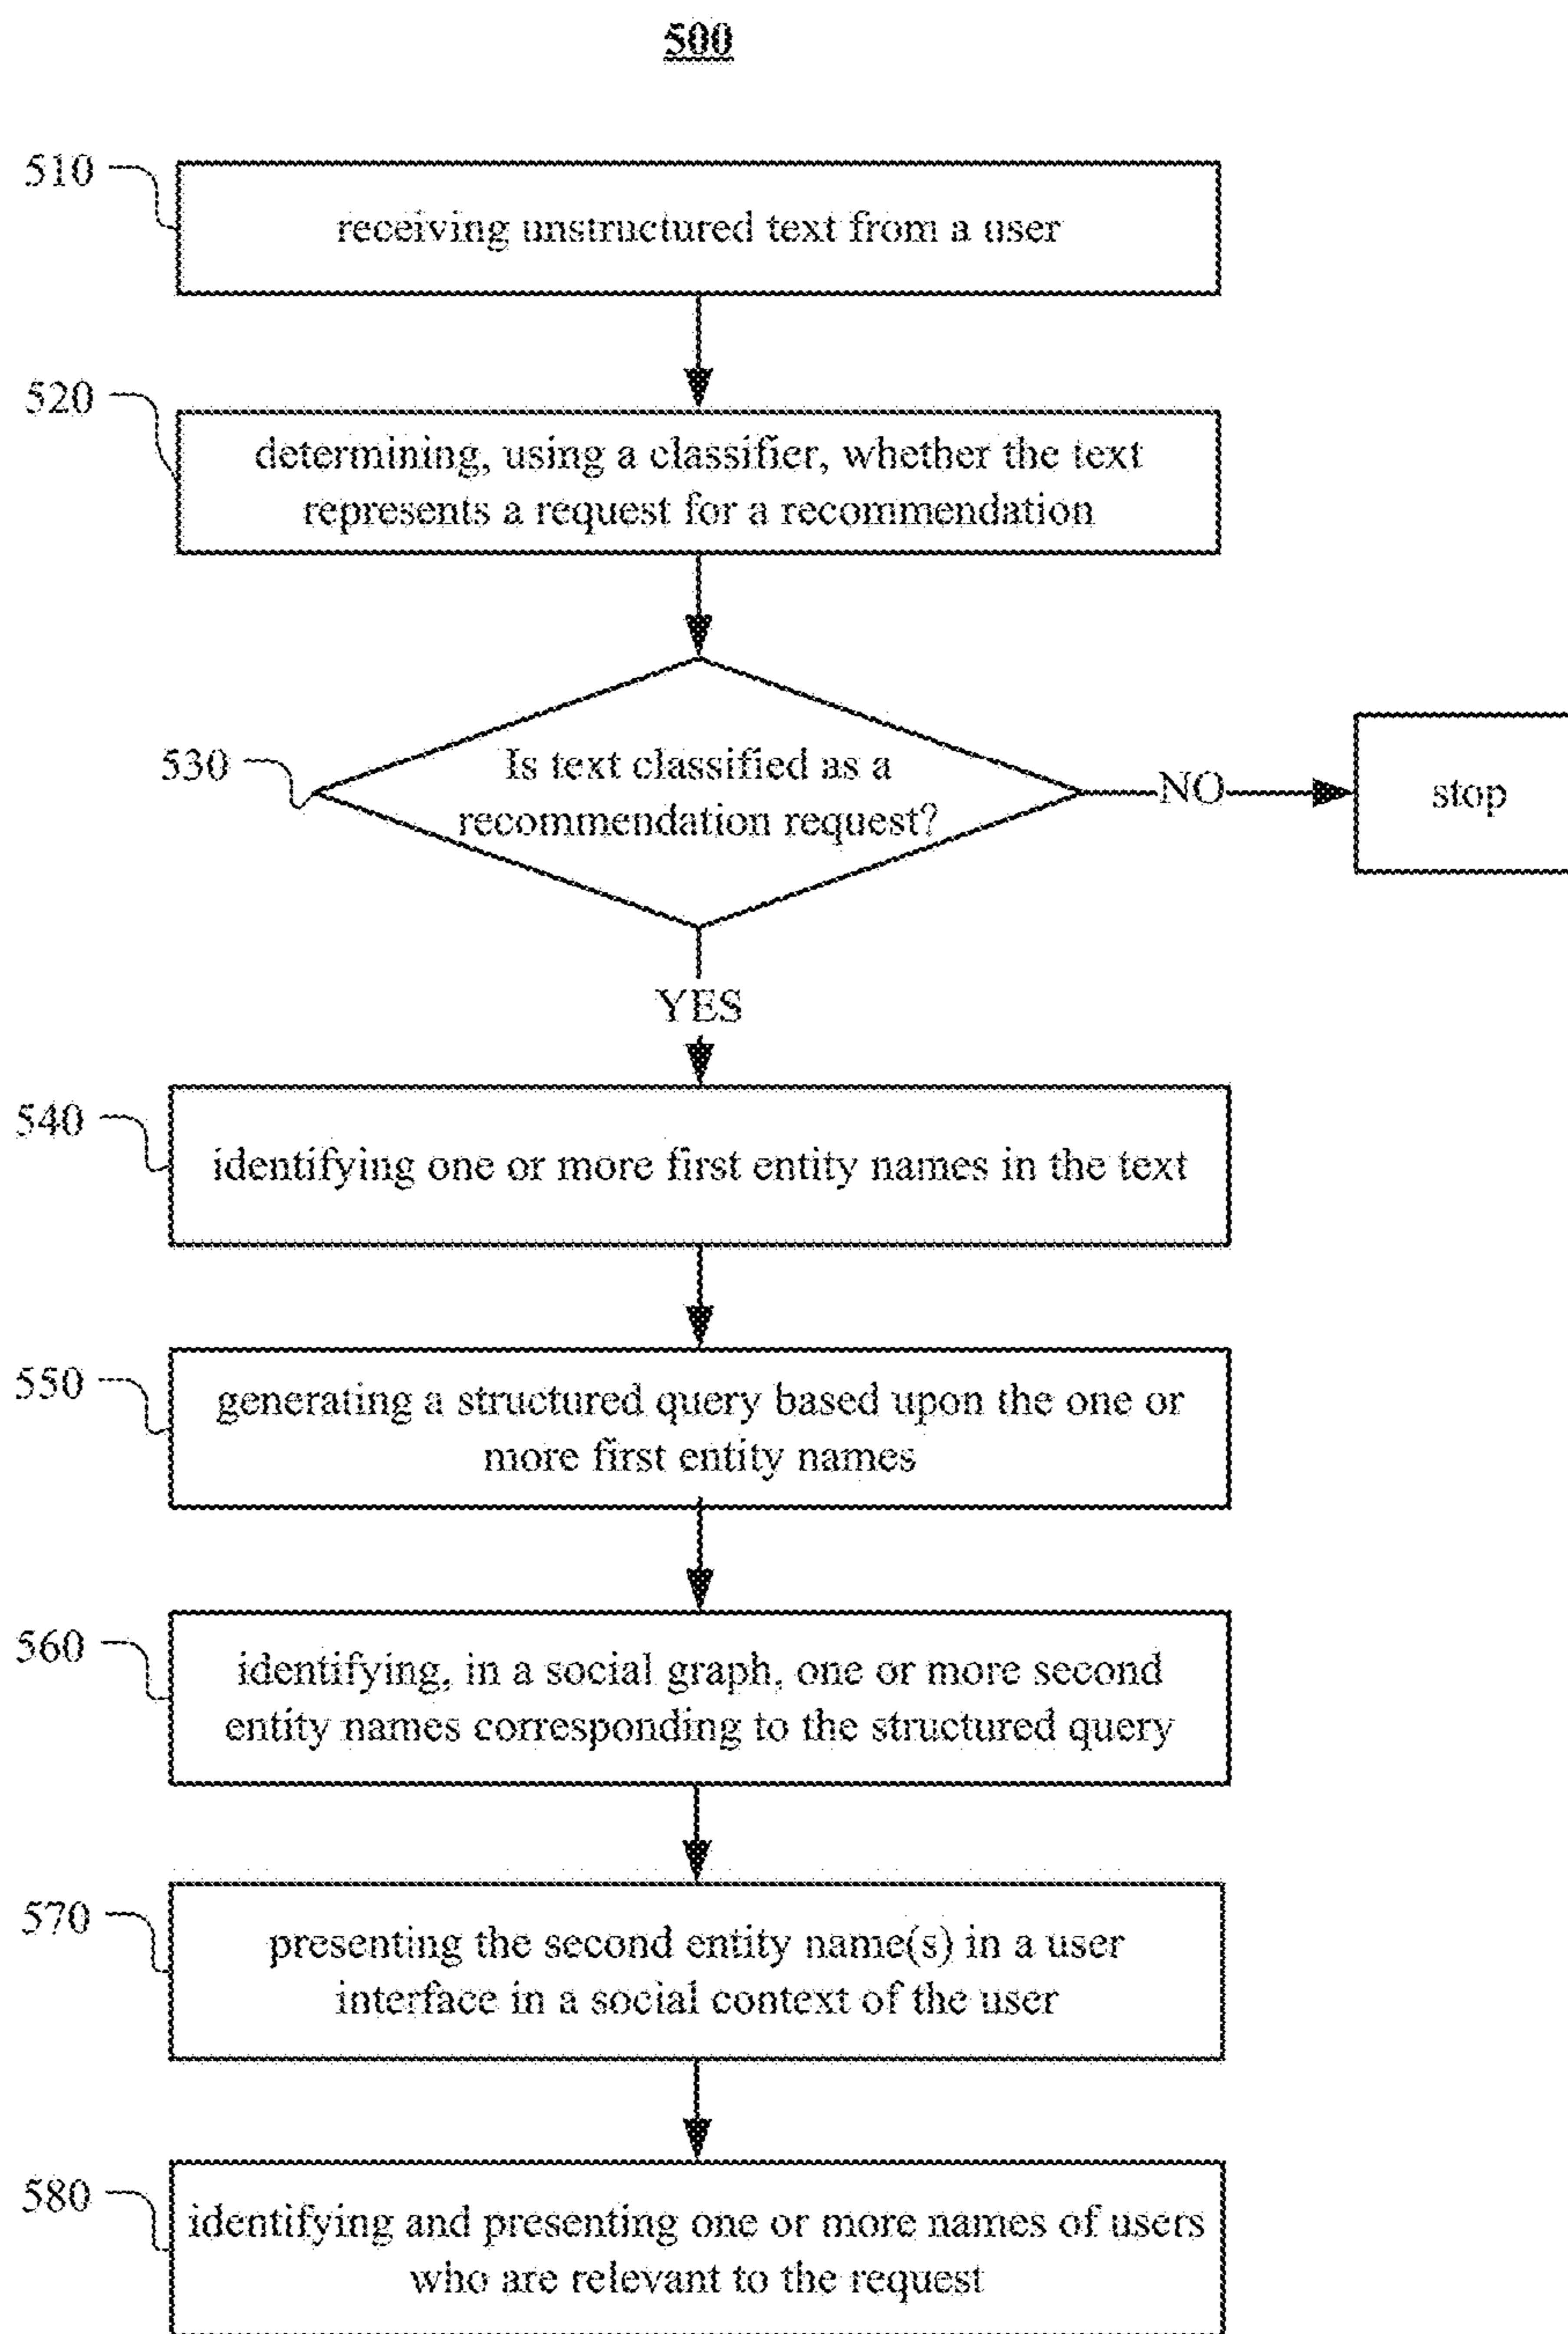 500
510
receiving unstructured text from a user
520
determining, using a classifier, whether the text
represents a request for a recommendation
530
Is text classified as a
recommendation request?
NO
stop
YES
540
identifying one or more first entity names in the text
550
generating a structured query based upon the one or
more first entity names
560
identifying, in a social graph, one or more second
entity names corresponding to the structured query
570
presenting the second entity name(s) in a user
interface in a social context of the user
580
identifying and presenting one or more names of users
who are relevant to the request